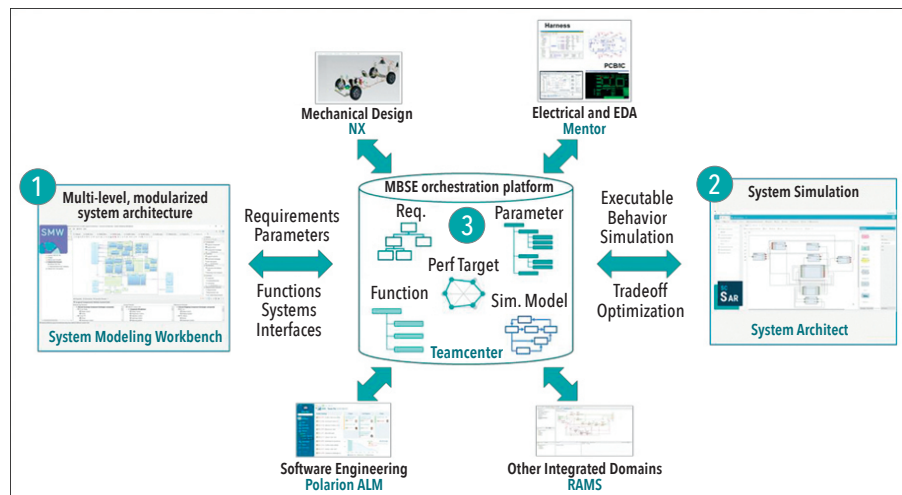 Harness
PCB/IC
Mechanical Design
NX
Electrical and EDA
Mentor
1
Multi-level, modularized
system architecture
SMW
System Modeling Workbench
Requirements
Parameters
Functions
Systems
Interfaces
MBSE orchestration platform
Req.
3
Parameter
Perf Target
Function
Sim. Model
Teamcenter
Executable
Behavior
Simulation
Tradeoff
Optimization
2
System Simulation
SAR
System Architect
Software Engineering
Polarion ALM
Other Integrated Domains
RAMS